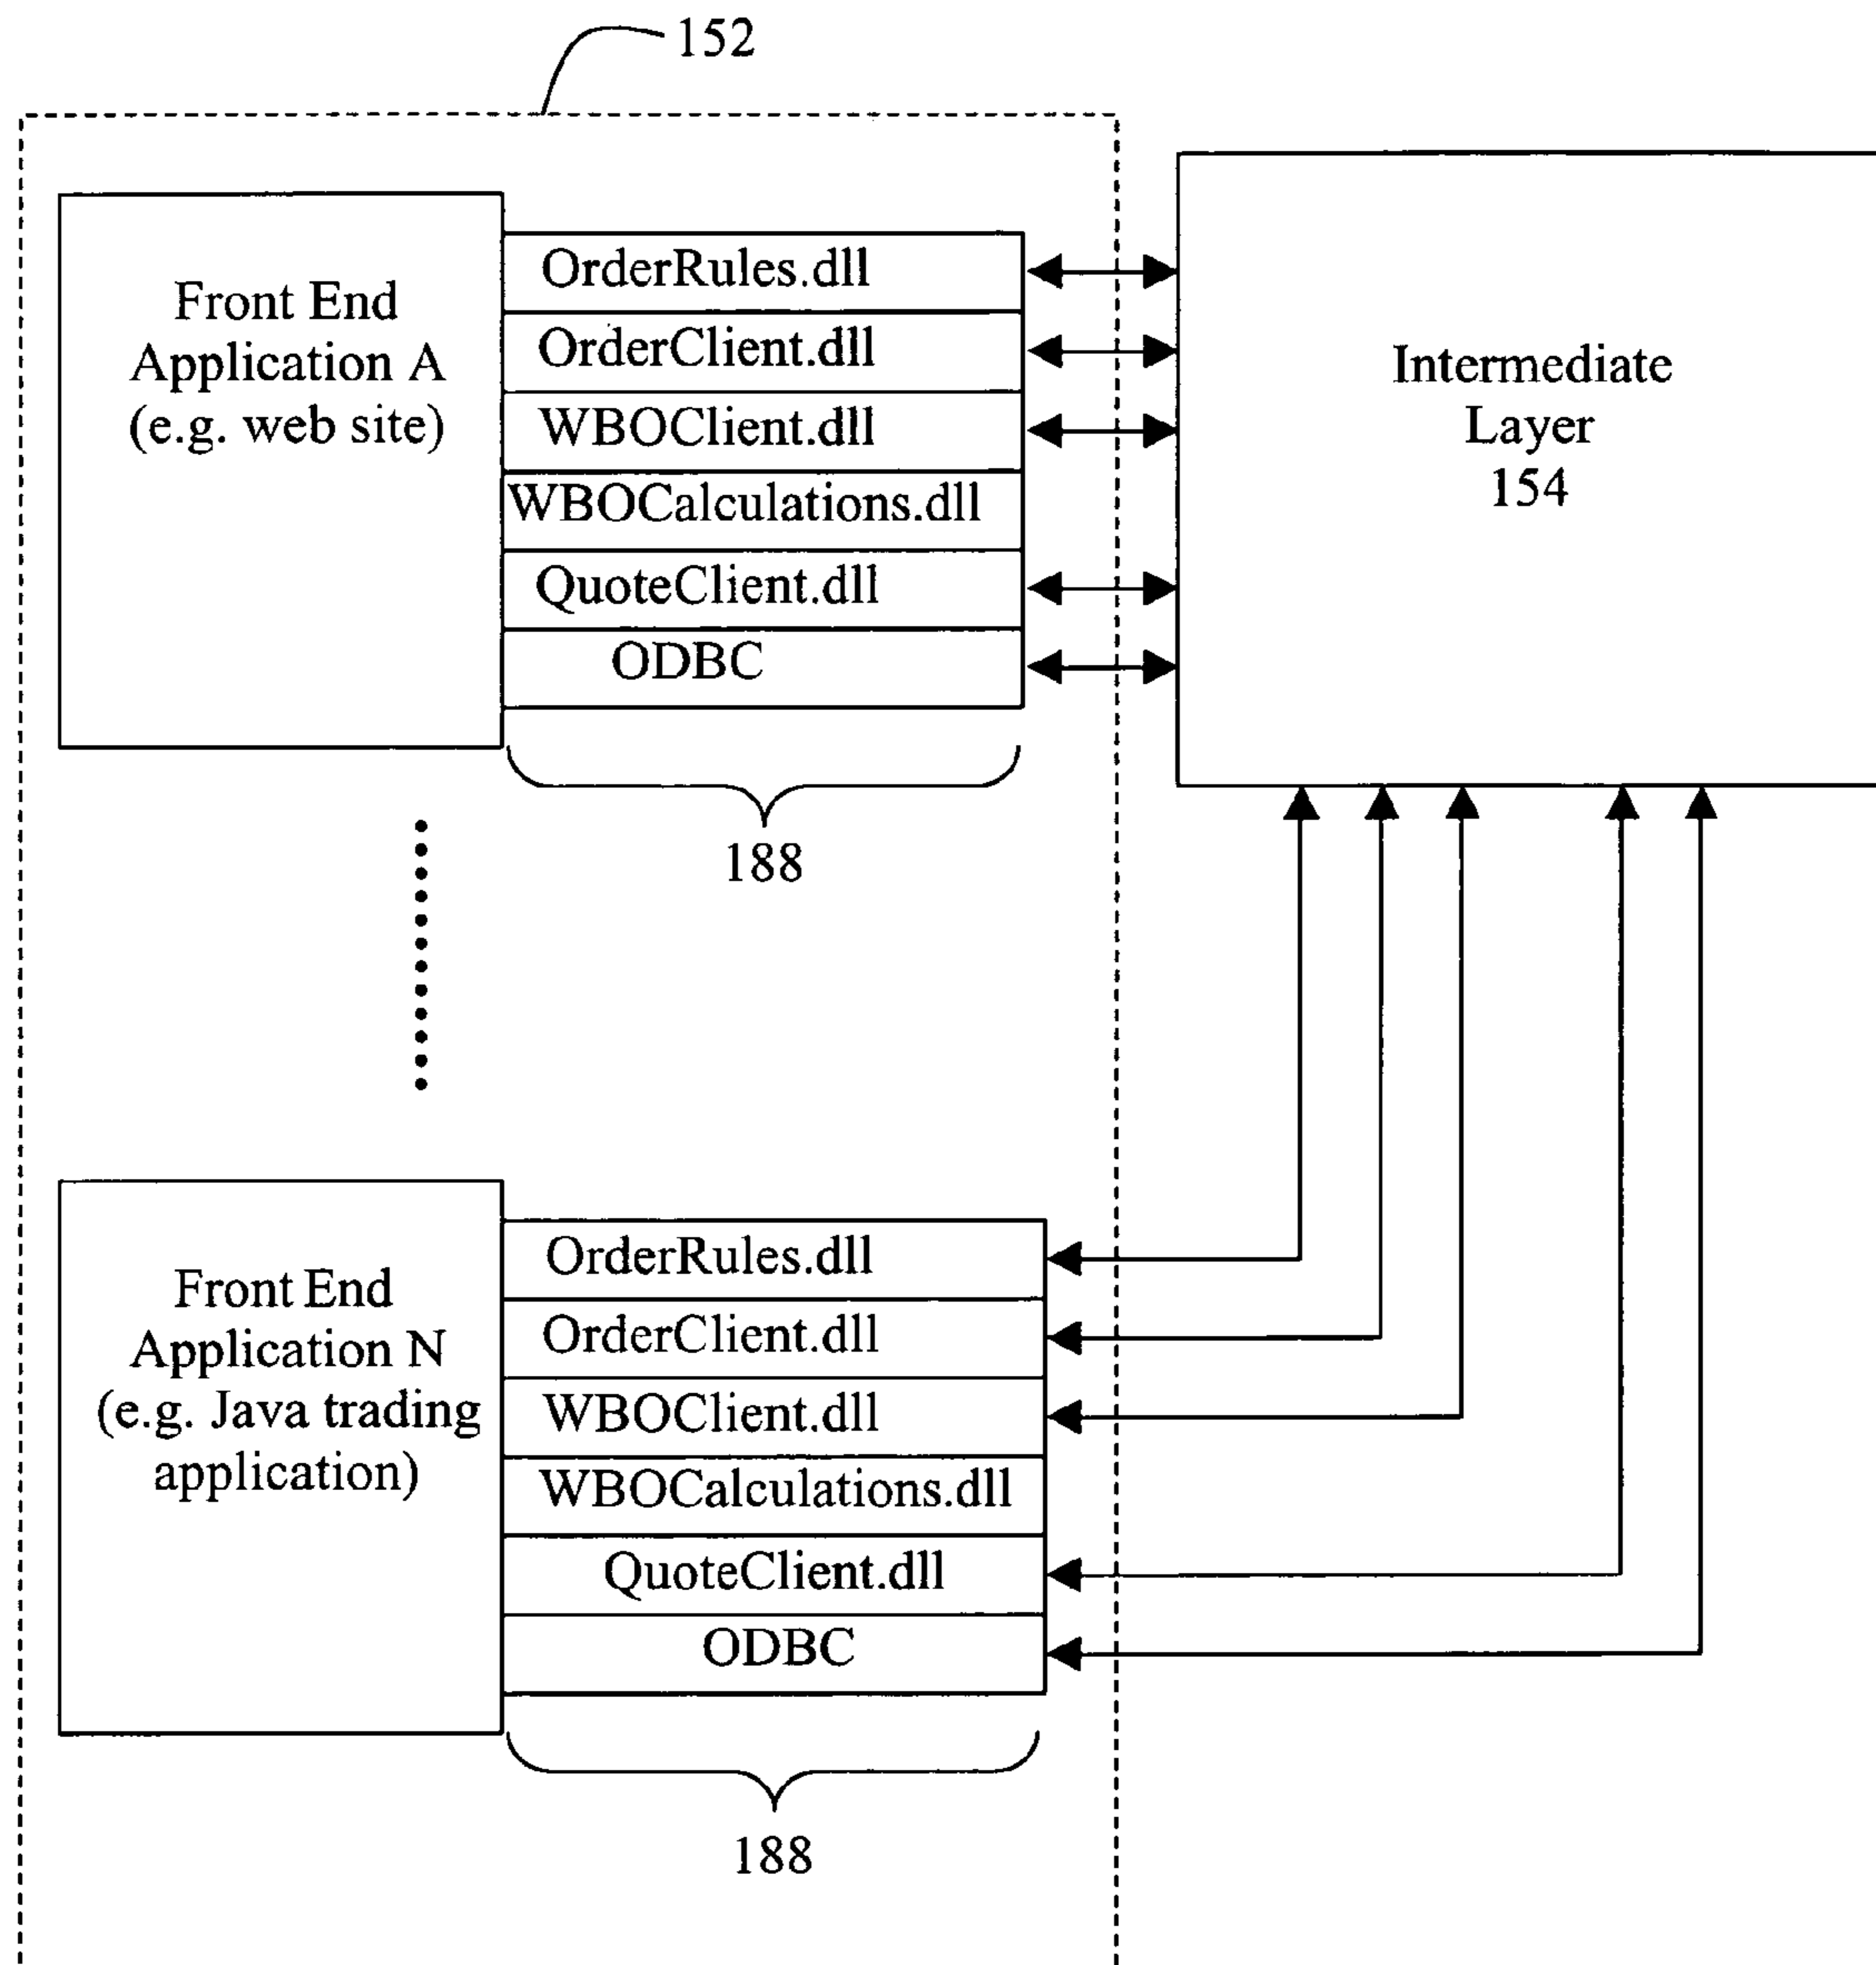 152
Front End
Application A
(e.g. web site)
OrderRules.dll
OrderClient.dll
WBOClient.dll
WBOCalculations.dll
QuoteClient.dll
ODBC
188
Intermediate
Layer
154
Front End
Application N
(e.g. Java trading
application)
OrderRules.dll
OrderClient.dll
WBOClient.dll
WBOCalculations.dll
QuoteClient.dll
ODBC
188